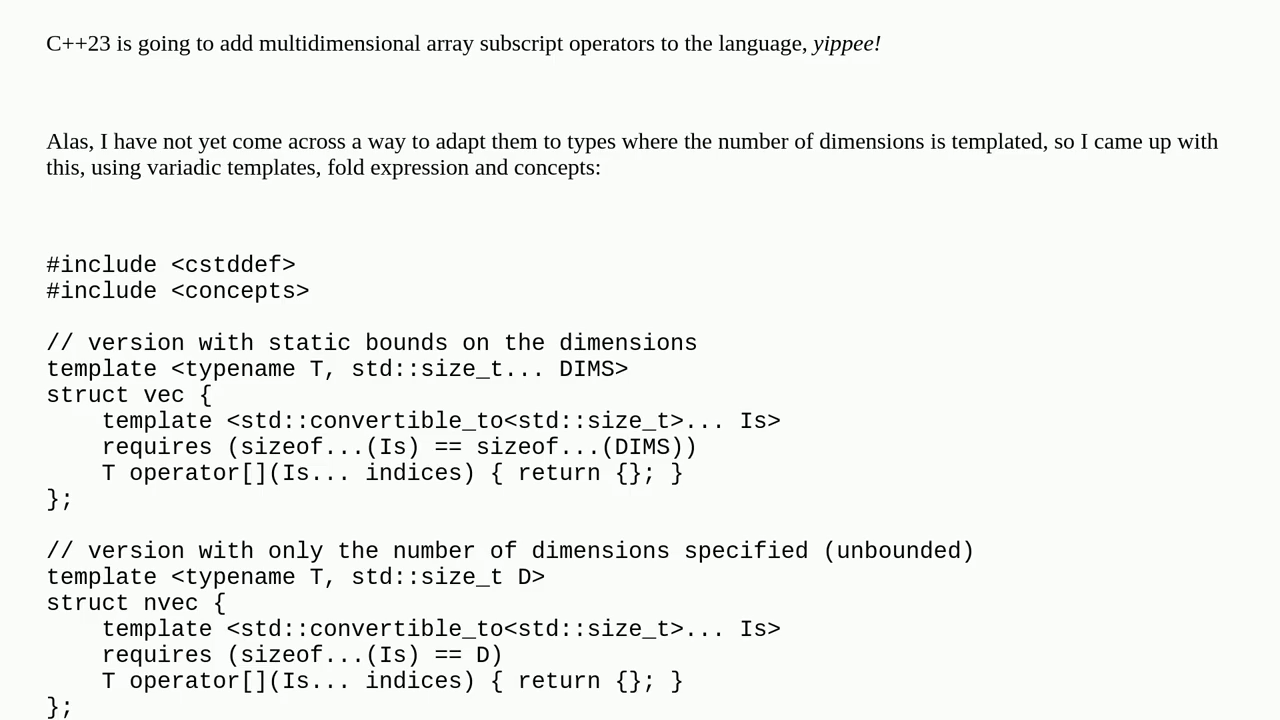 C++23 is going to add multidimensional array subscript operators to the language, yippee!
Alas, I have not yet come across a way to adapt them to types where the number of dimensions is templated, so I came up with
this, using variadic templates, fold expression and concepts:
#include <cstddef>
#include <concepts>
// version with static bounds on the dimensions
template <typename T, std::size_t... DIMS>
struct vec {
    template <std::convertible_to<std::size_t>... Is>
    requires (sizeof...(Is) == sizeof...(DIMS))
    T operator[](Is... indices) { return {}; }
};
// version with only the number of dimensions specified (unbounded)
template <typename T, std::size_t D>
struct nvec {
    template <std::convertible_to<std::size_t>... Is>
    requires (sizeof...(Is) == D)
    T operator[](Is... indices) { return {}; }
};